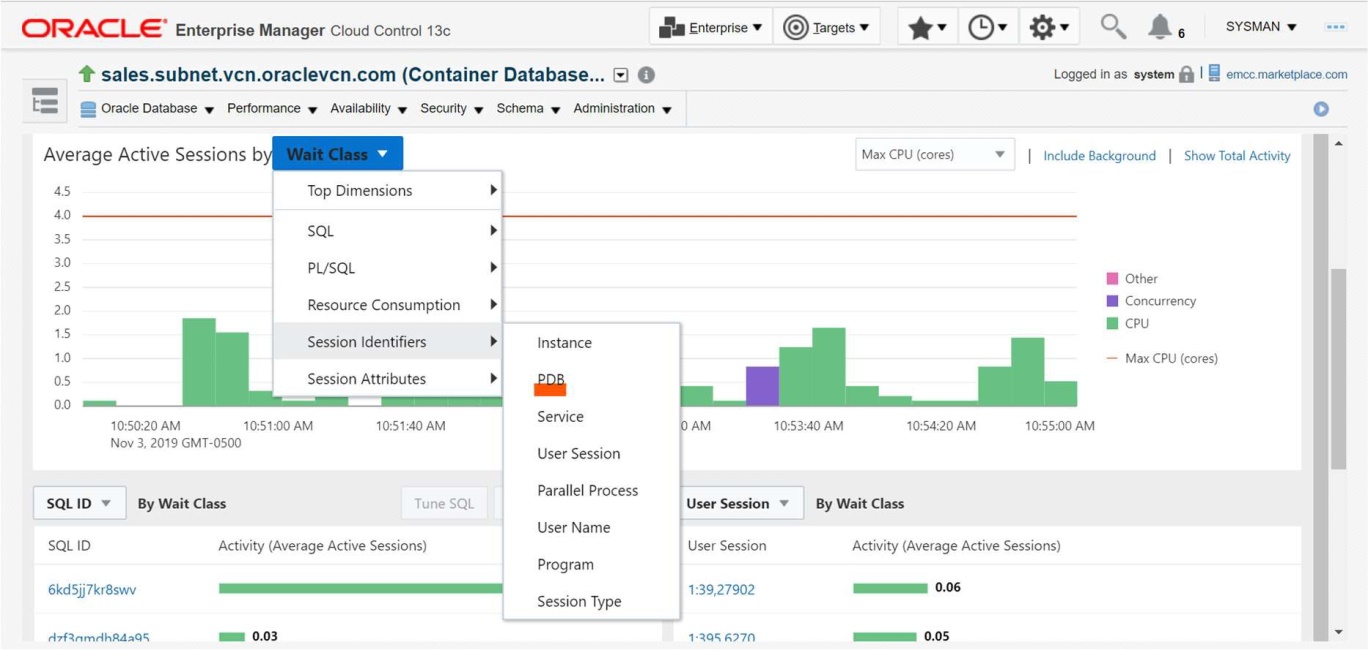 ORACLE Enterprise Manager Cloud Control 13c
Enterprise Targets 6 SYSMAN
sales.subnet.vcn.oraclevcn.com (Container Database...
Logged in as system emcc.marketplace.com
Oracle Database Performance Availability Security Schema Administration
Average Active Sessions by Wait Class
Max CPU (cores) | Include Background | Show Total Activity
Top Dimensions
SQL
PL/SQL
Resource Consumption
Session Identifiers
Session Attributes
Instance
PDB
Service
User Session
Parallel Process
User Name
Program
Session Type
4.5
4.0
3.5
3.0
2.5
2.0
1.5
1.0
0.5
0.0
10:50:20 AM 10:51:00 AM 10:51:40 AM 0 AM 10:53:40 AM 10:54:20 AM 10:55:00 AM
Nov 3, 2019 GMT-0500
Other
Concurrency
CPU
Max CPU (cores)
SQL ID By Wait Class Tune SQL
SQL ID Activity (Average Active Sessions)
6kd5jj7kr8swv
dzf3gmdh84a95 0.03
User Session By Wait Class
User Session Activity (Average Active Sessions)
1:39,27902 0.06
1:395,6270 0.05